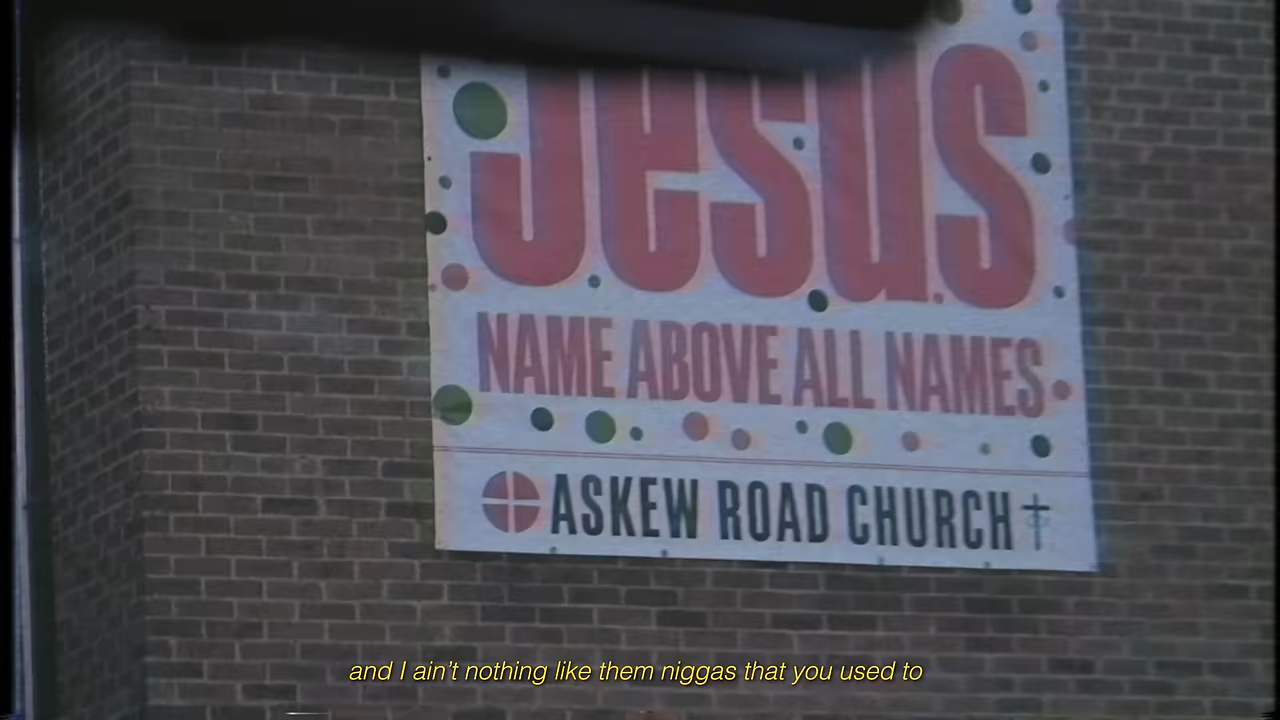 Jesus
NAME ABOVE ALL NAMES
ASKEW ROAD CHURCH
and I ain't nothing like them niggas that you used to